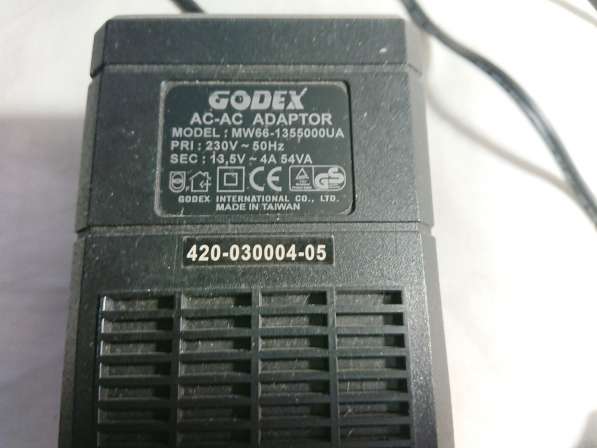 GODEX
AC-AC ADAPTOR
MODEL : MW66-1355000UA
PRI : 230V ~ 50Hz
SEC : 13,5V ~ 4A 54VA
GODEX INTERNATIONAL CO., LTD.
MADE IN TAIWAN
420-030004-05